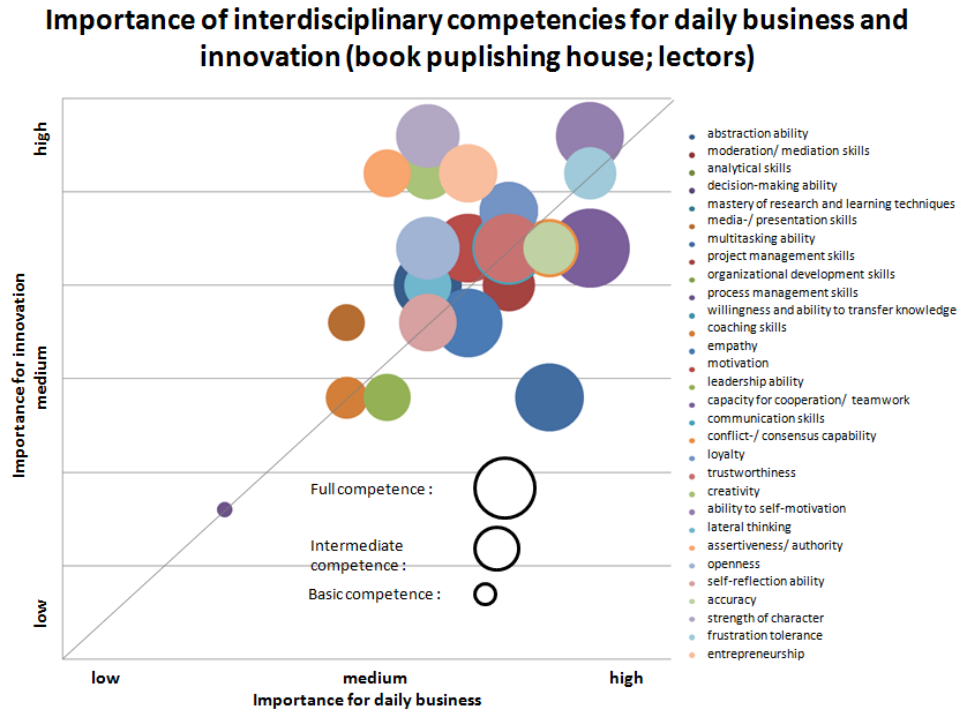 Importance of interdisciplinary competencies for daily business and
innovation (book puplishing house; lectors)
high
medium
low
Importance for innovation
Full competence :
Intermediate
competence :
Basic competence :
low
medium
high
Importance for daily business
abstraction ability
moderation/ mediation skills
analytical skills
decision-making ability
mastery of research and learning techniques
media-/ presentation skills
multitasking ability
project management skills
organizational development skills
process management skills
willingness and ability to transfer knowledge
coaching skills
empathy
motivation
leadership ability
capacity for cooperation/ teamwork
communication skills
conflict-/ consensus capability
loyalty
trustworthiness
creativity
ability to self-motivation
lateral thinking
assertiveness/ authority
openness
self-reflection ability
accuracy
strength of character
frustration tolerance
entrepreneurship